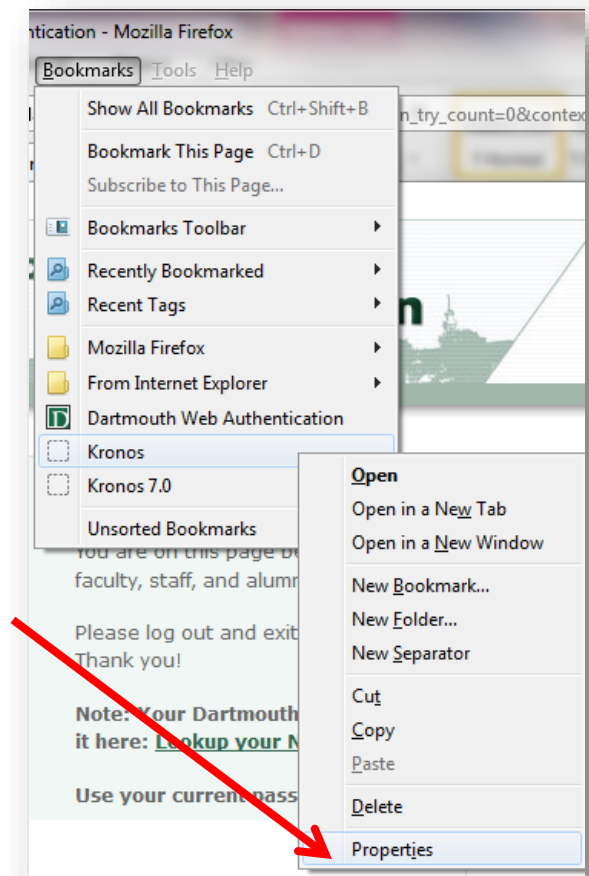 ntication - Mozilla Firefox
Bookmarks Tools Help
Show All Bookmarks Ctrl+Shift+B
n_try_count=0&contex
Bookmark This Page Ctrl+D
Subscribe to This Page...
Bookmarks Toolbar
Recently Bookmarked
Recent Tags
n
Mozilla Firefox
From Internet Explorer
D Dartmouth Web Authentication
Kronos
Kronos 7.0
Unsorted Bookmarks
Open
Open in a New Tab
Open in a New Window
New Bookmark...
New Folder...
New Separator
Cut
Copy
Paste
Delete
Properties
You are on this page be
faculty, staff, and alumn
Please log out and exit
Thank you!
Note: Your Dartmouth
it here: Lookup your N
Use your current pass